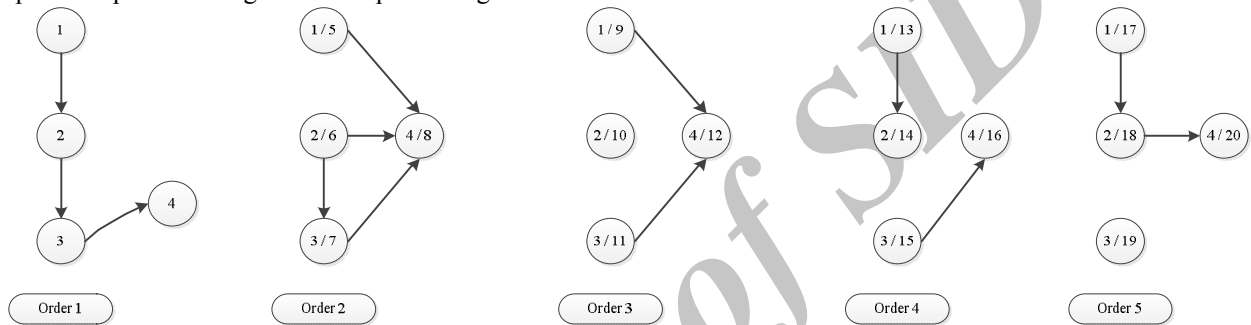 1
2
3
4
Order 1
1 / 5
2 / 6
4 / 8
3 / 7
Order 2
1 / 9
2 / 10
4 / 12
3 / 11
Order 3
1 / 13
2 / 14
4 / 16
3 / 15
Order 4
1 / 17
2 / 18
4 / 20
3 / 19
Order 5
of SID